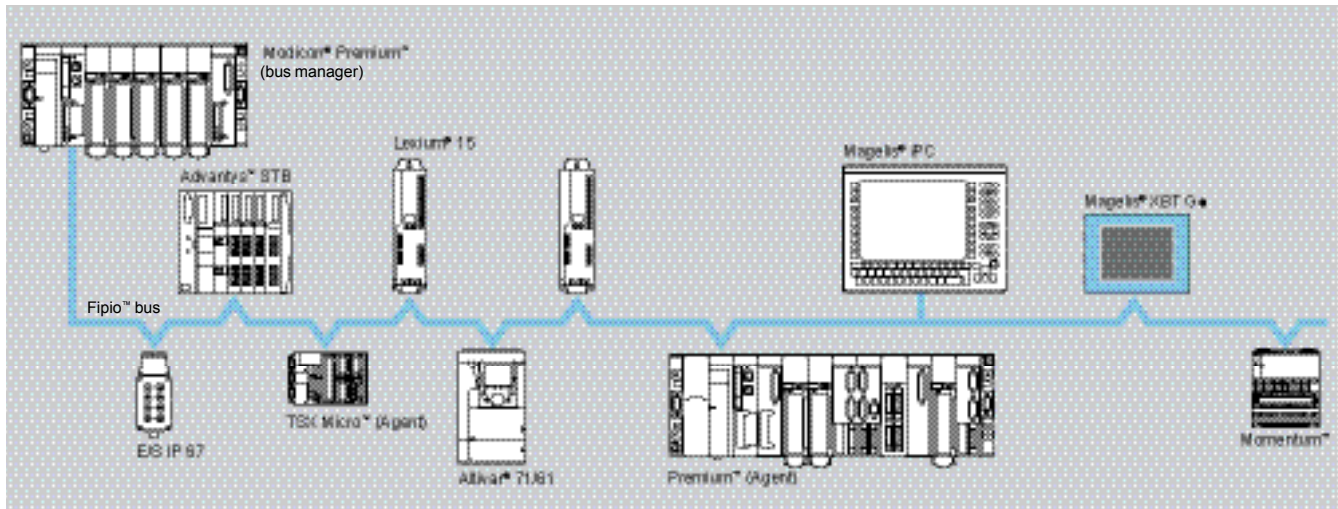 Modicon® Premium™
(bus manager)
Lexium® 15
Magelis® iPC
Advantys™ STB
Magelis® XBT G●
Fipio™ bus
TSX Micro™ (Agent)
E/S IP 67
Altivar® 71/61
Premium™ (Agent)
Momentum™